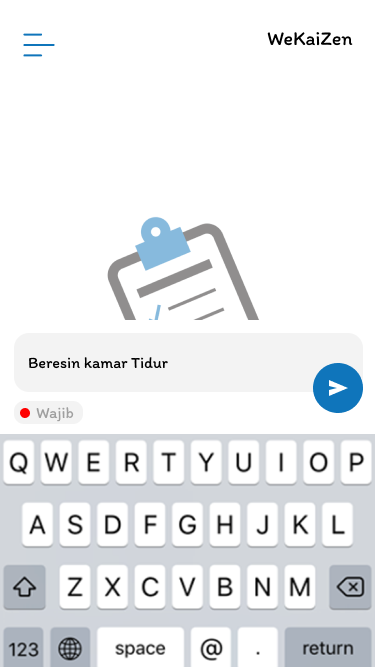 WeKaiZen
Beresin kamar Tidur
Wajib
Q W E R T Y U I O P
A S D F G H J K L
Z X C V B N M
123 space @ . return